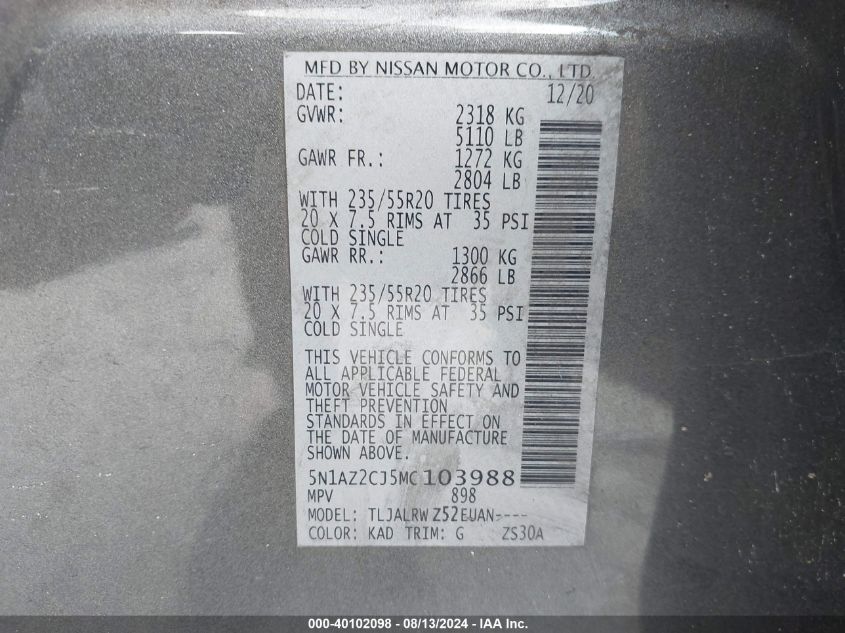 MFD BY NISSAN MOTOR CO., LTD.
DATE: 12/20
GVWR: 2318 KG
5110 LB
GAWR FR.: 1272 KG
2804 LB
WITH 235/55R20 TIRES
20 X 7.5 RIMS AT 35 PSI
COLD SINGLE
GAWR RR.: 1300 KG
2866 LB
WITH 235/55R20 TIRES
20 X 7.5 RIMS AT 35 PSI
COLD SINGLE
THIS VEHICLE CONFORMS TO
ALL APPLICABLE FEDERAL
MOTOR VEHICLE SAFETY AND
THEFT PREVENTION
STANDARDS IN EFFECT ON
THE DATE OF MANUFACTURE
SHOWN ABOVE.
5N1AZ2CJ5MC103988
MPV 898
MODEL: TLJALRWZ52EUAN----
COLOR: KAD TRIM: G ZS30A
000-40102098 - 08/13/2024 - IAA Inc.